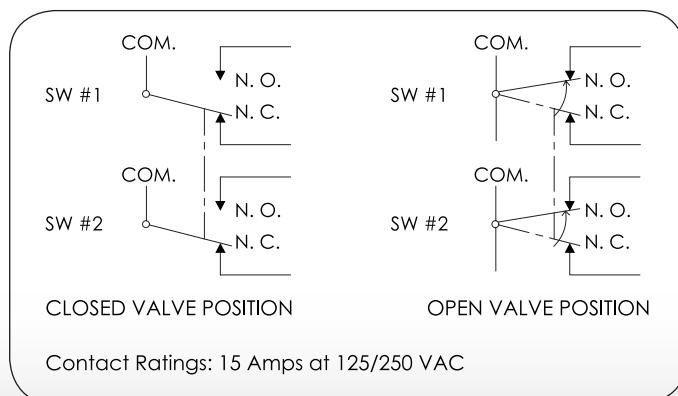 COM.
SW #1
N. O.
N. C.
COM.
SW #2
N. O.
N. C.
CLOSED VALVE POSITION
COM.
SW #1
N. O.
N. C.
COM.
SW #2
N. O.
N. C.
OPEN VALVE POSITION
Contact Ratings: 15 Amps at 125/250 VAC